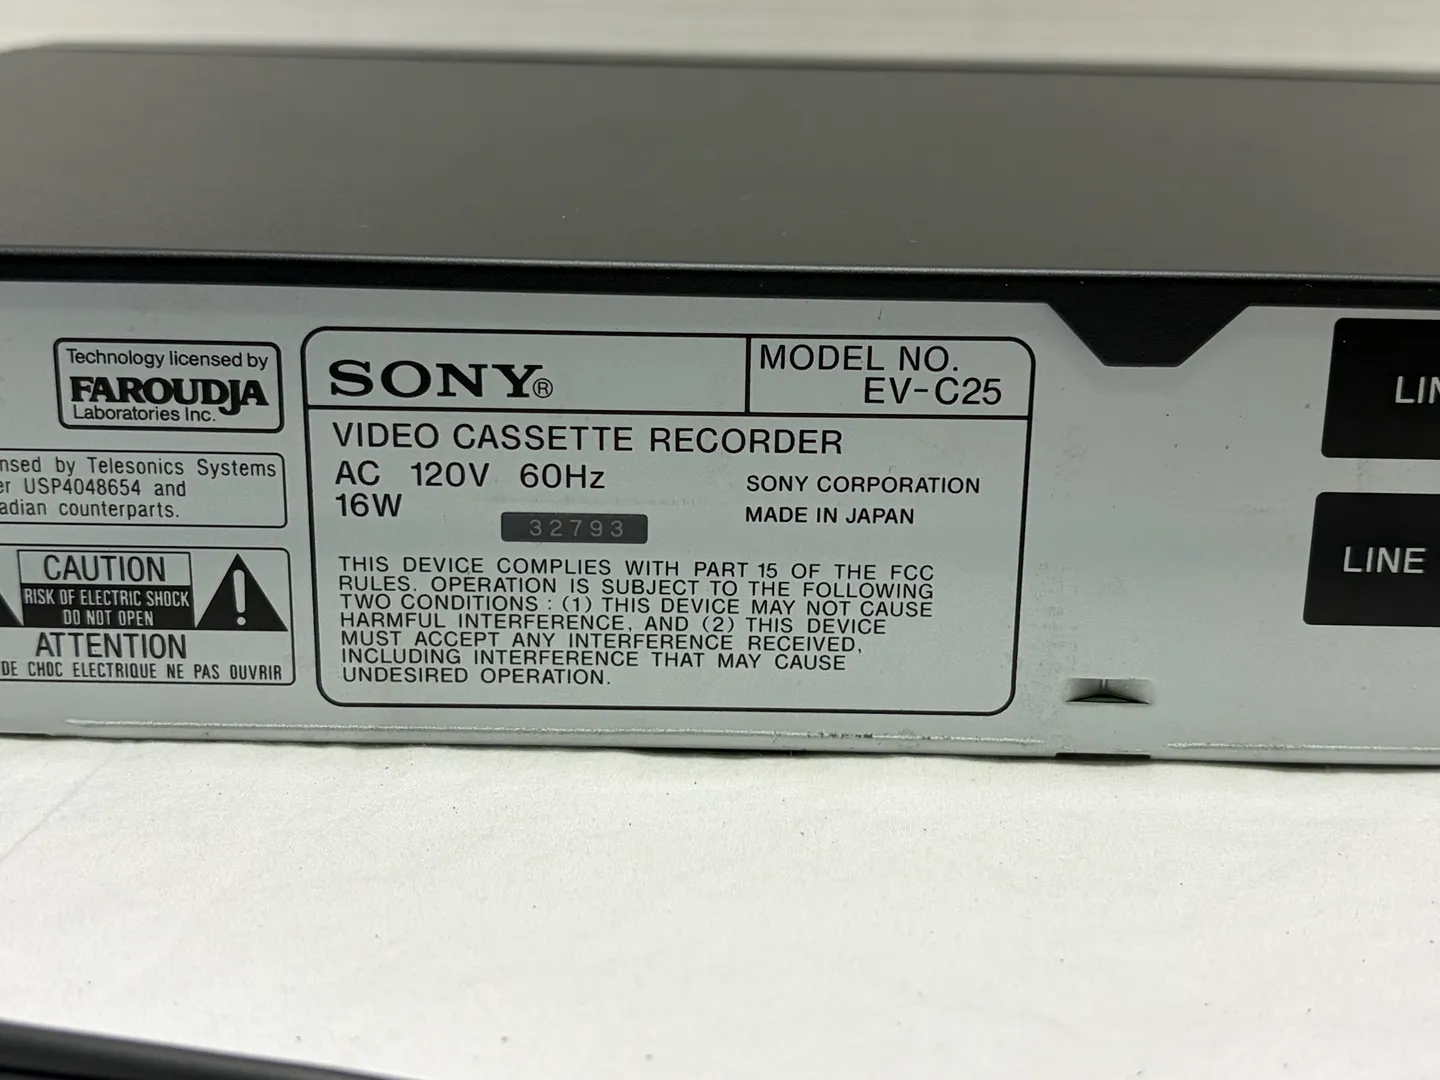 Technology licensed by
FAROUDJA
Laboratories Inc.
nsed by Telesonics Systems
er USP4048654 and
adian counterparts.
CAUTION
RISK OF ELECTRIC SHOCK
DO NOT OPEN
ATTENTION
DE CHOC ELECTRIQUE NE PAS OUVRIR
SONY®
MODEL NO.
EV-C25
VIDEO CASSETTE RECORDER
AC 120V 60Hz
16W
32793
SONY CORPORATION
MADE IN JAPAN
THIS DEVICE COMPLIES WITH PART 15 OF THE FCC
RULES. OPERATION IS SUBJECT TO THE FOLLOWING
TWO CONDITIONS : (1) THIS DEVICE MAY NOT CAUSE
HARMFUL INTERFERENCE, AND (2) THIS DEVICE
MUST ACCEPT ANY INTERFERENCE RECEIVED,
INCLUDING INTERFERENCE THAT MAY CAUSE
UNDESIRED OPERATION.
LIN
LINE